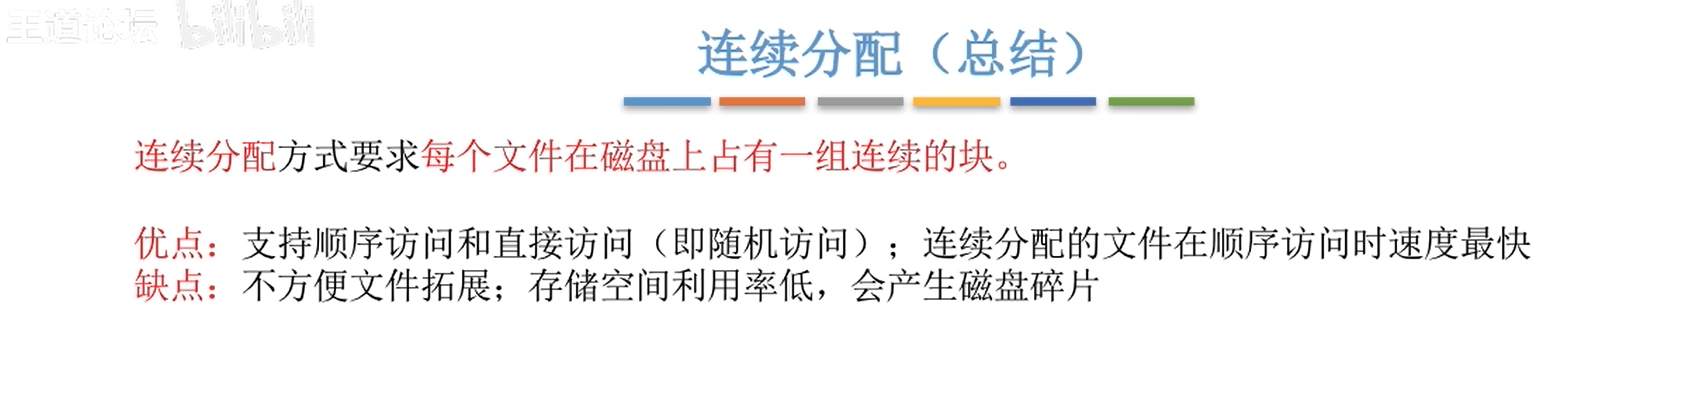 王道论坛 bilibili
连续分配（总结）
连续分配方式要求每个文件在磁盘上占有一组连续的块。
优点：支持顺序访问和直接访问（即随机访问）；连续分配的文件在顺序访问时速度最快
缺点：不方便文件拓展；存储空间利用率低，会产生磁盘碎片